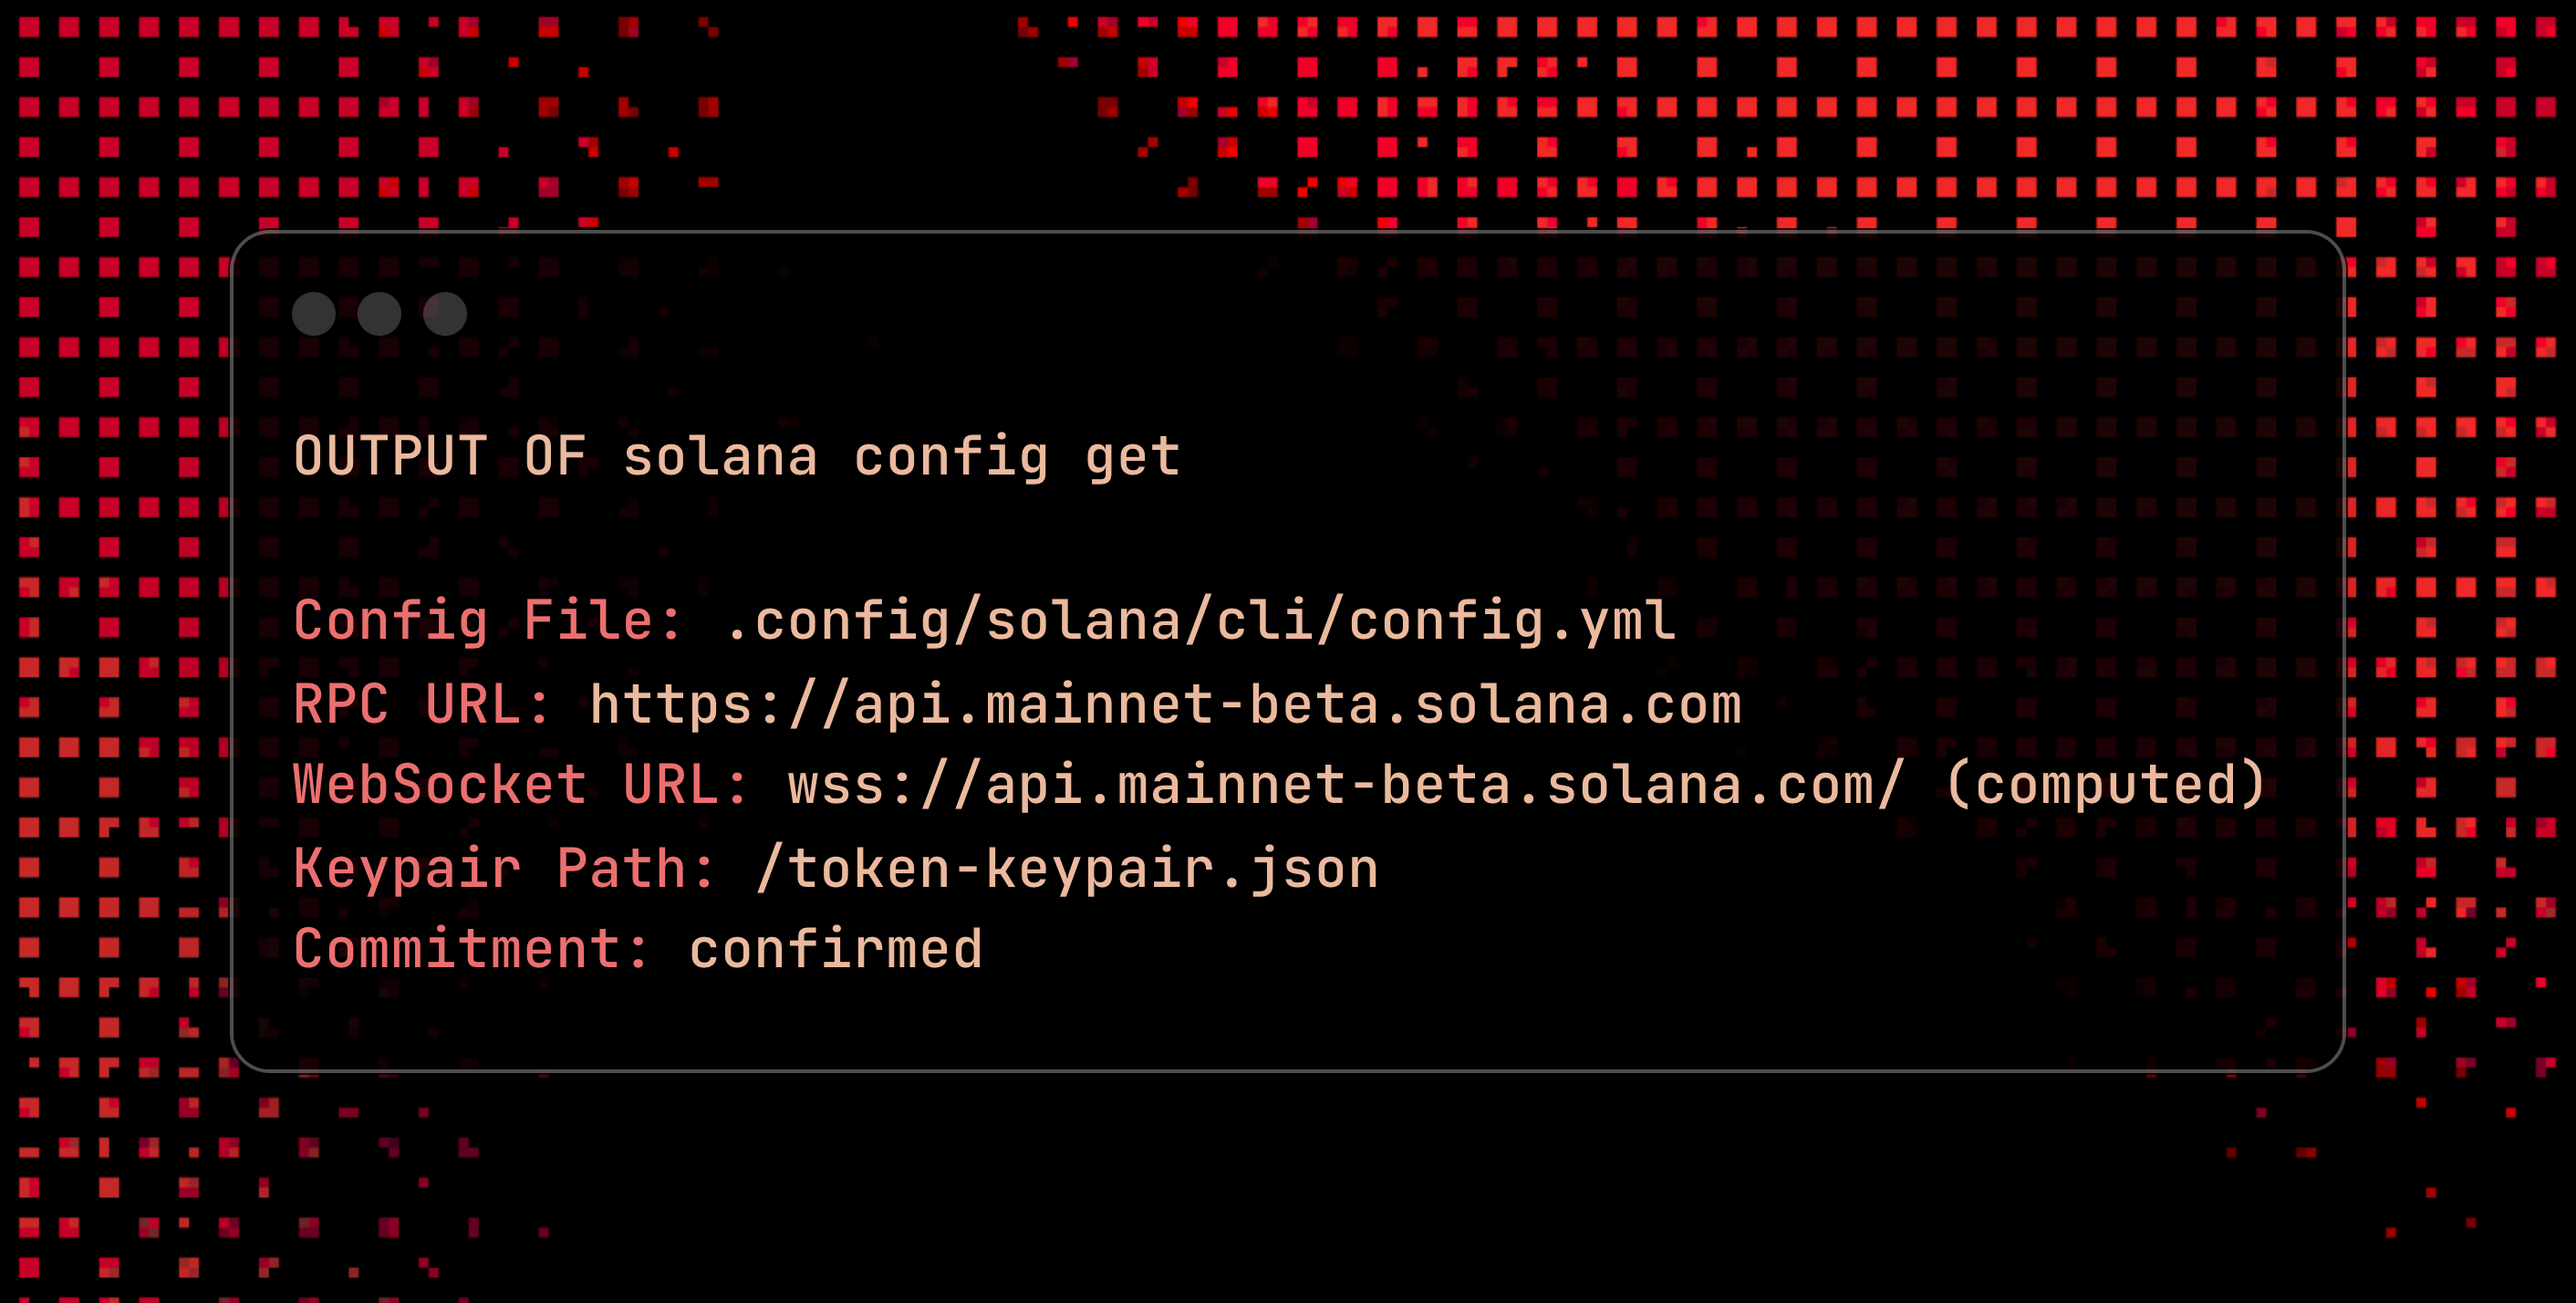 OUTPUT OF solana config get
Config File: .config/solana/cli/config.yml
RPC URL: https://api.mainnet-beta.solana.com
WebSocket URL: wss://api.mainnet-beta.solana.com/ (computed)
Keypair Path: /token-keypair.json
Commitment: confirmed